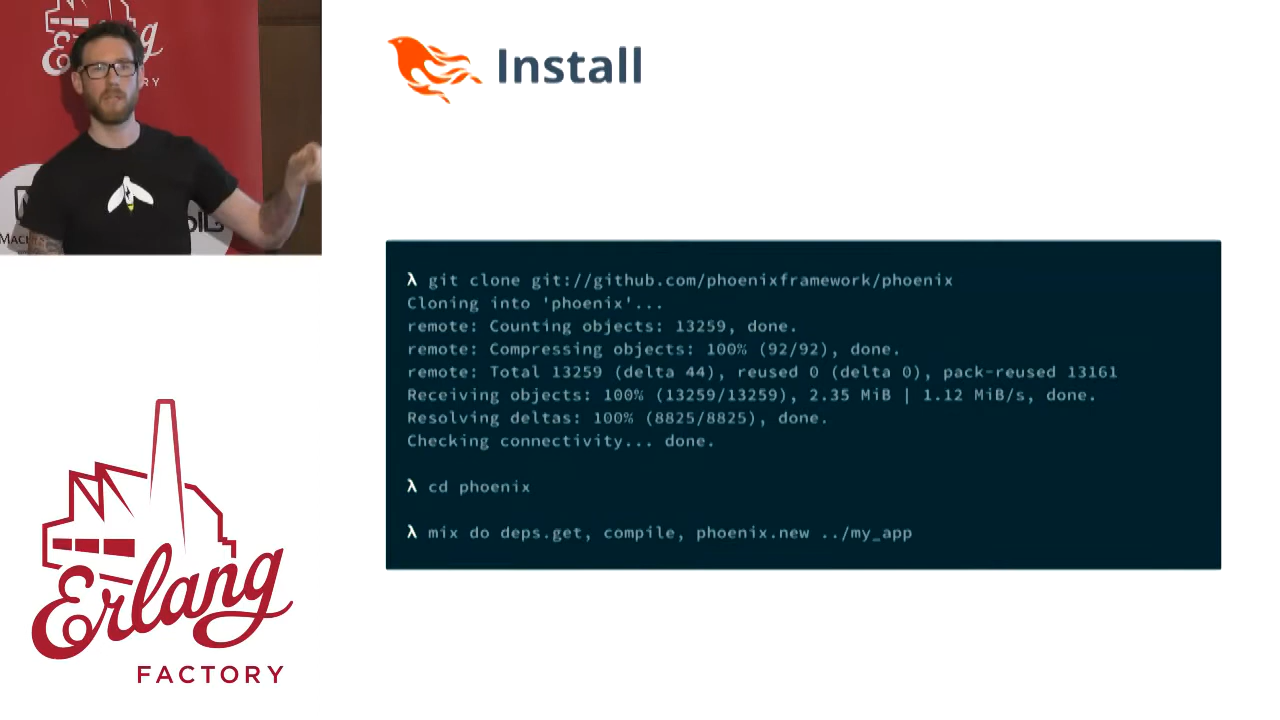 Install
λ git clone git://github.com/phoenixframework/phoenix
Cloning into 'phoenix'...
remote: Counting objects: 13259, done.
remote: Compressing objects: 100% (92/92), done.
remote: Total 13259 (delta 44), reused 0 (delta 0), pack-reused 13161
Receiving objects: 100% (13259/13259), 2.35 MiB | 1.12 MiB/s, done.
Resolving deltas: 100% (8825/8825), done.
Checking connectivity... done.
λ cd phoenix
λ mix do deps.get, compile, phoenix.new ../my_app
Erlang
FACTORY